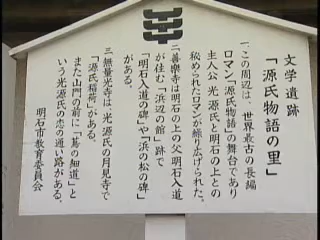 文学遺跡
「源氏物語の里」
一、この周辺は、世界最古の長編
ロマン「源氏物語」の舞台であり
主人公 光源氏と明石の上との
秘められたロマンが繰り広げられた。
二、善楽寺は明石の上の父 明石入道
が住む「浜辺の館」跡で
「明石入道の碑」や「浜の松の碑」
がある。
三、無量光寺は、光源氏の月見寺で
「源氏稲荷」がある。
また山門の前に「蔦の細道」と
いう光源氏の恋の通い路がある。
明石市教育委員会